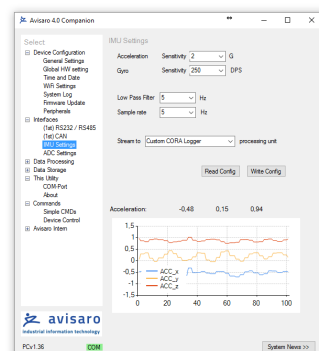 Avisaro 4.0 Companion
Select
Device Configuration
General Settings
Global HW setting
Time and Date
WiFi Settings
System Log
Firmware Update
Peripherals
Interfaces
(1st) RS232 / RS485
(1st) CAN
IMU Settings
ADC Settings
Data Processing
Data Storage
This Utility
COM-Port
About
Commands
Simple CMDs
Device Control
Avisaro Intern
avisaro
industrial information technology
PCv1.36 COM
IMU Settings
Acceleration Sensitivity 2 G
Gyro Sensitivity 250 DPS
Low Pass Filter 5 Hz
Sample rate 5 Hz
Stream to Custom CORA Logger processing unit
Read Config Write Config
Acceleration: -0,48 0,15 0,94
1,5
1
0,5
0
-0,5
-1
-1,5
ACC_x
ACC_y
ACC_z
0 20 40 60 80 100
System News >>